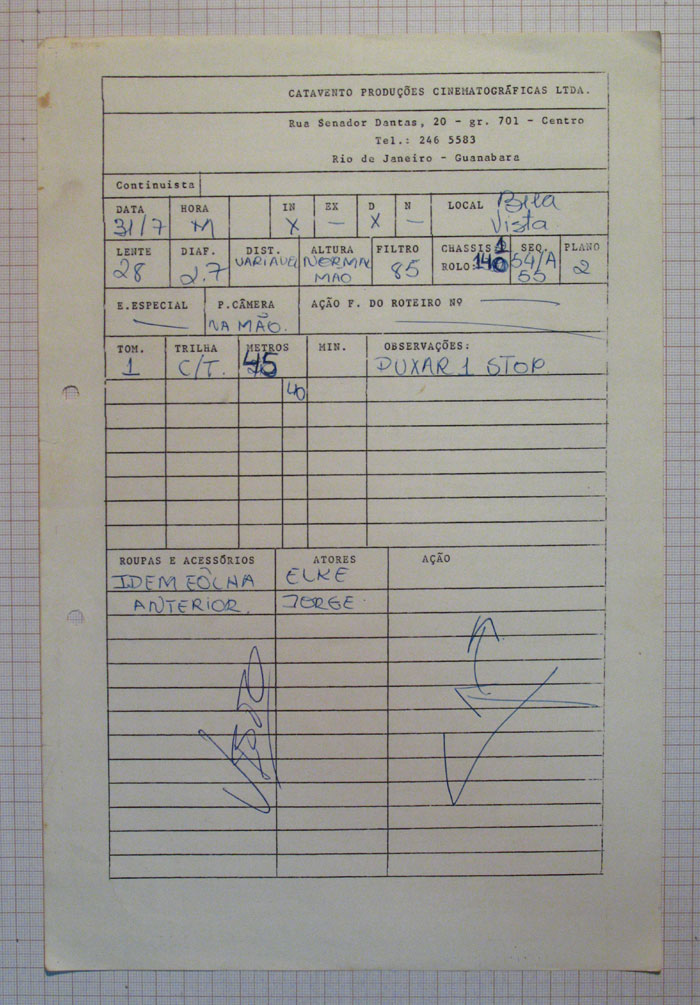 CATAVENTO PRODUÇÕES CINEMATOGRÁFICAS LTDA.
Rua Senador Dantas, 20 - gr. 701 - Centro
Tel.: 246 5583
Rio de Janeiro - Guanabara
Continuista
DATA HORA IN EX D N LOCAL
31/7 M X — X — Vista
LENTE DIAF. DIST. ALTURA FILTRO CHASSIS 1 SEQ. PLANO
28 2.7 VARIAVEL NORMAL MÃO 85 ROLO: 54/A 55 2
E.ESPECIAL P.CÂMERA AÇÃO F. DO ROTEIRO Nº —
— NA MÃO. —
TOM. TRILHA METROS MIN. OBSERVAÇÕES:
1 C/T. 45 PUXAR 1 STOP.
40
ROUPAS E ACESSÓRIOS ATORES AÇÃO
IDEM FÔLHA ELKE
ANTERIOR. JORGE.